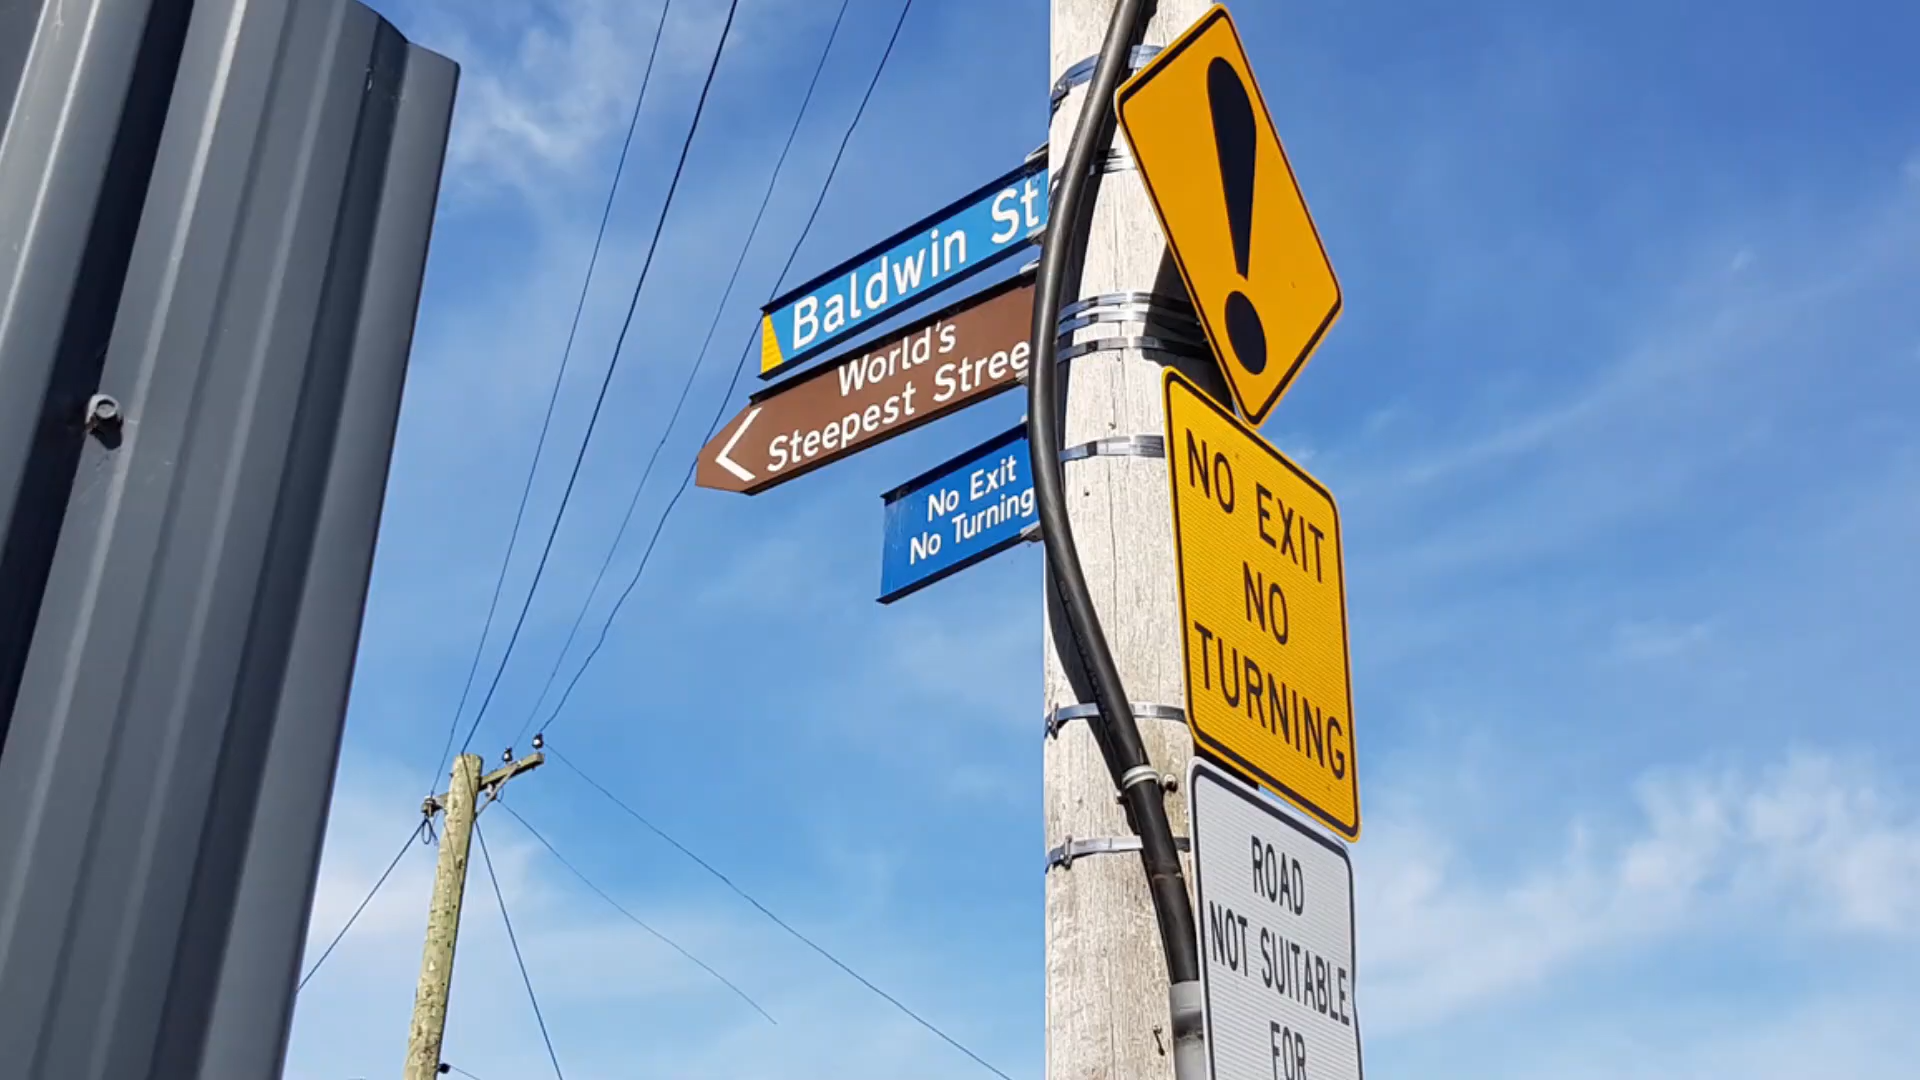 Baldwin St
World's
Steepest Stree
No Exit
No Turning
!
NO EXIT
NO
TURNING
ROAD
NOT SUITABLE
FOR